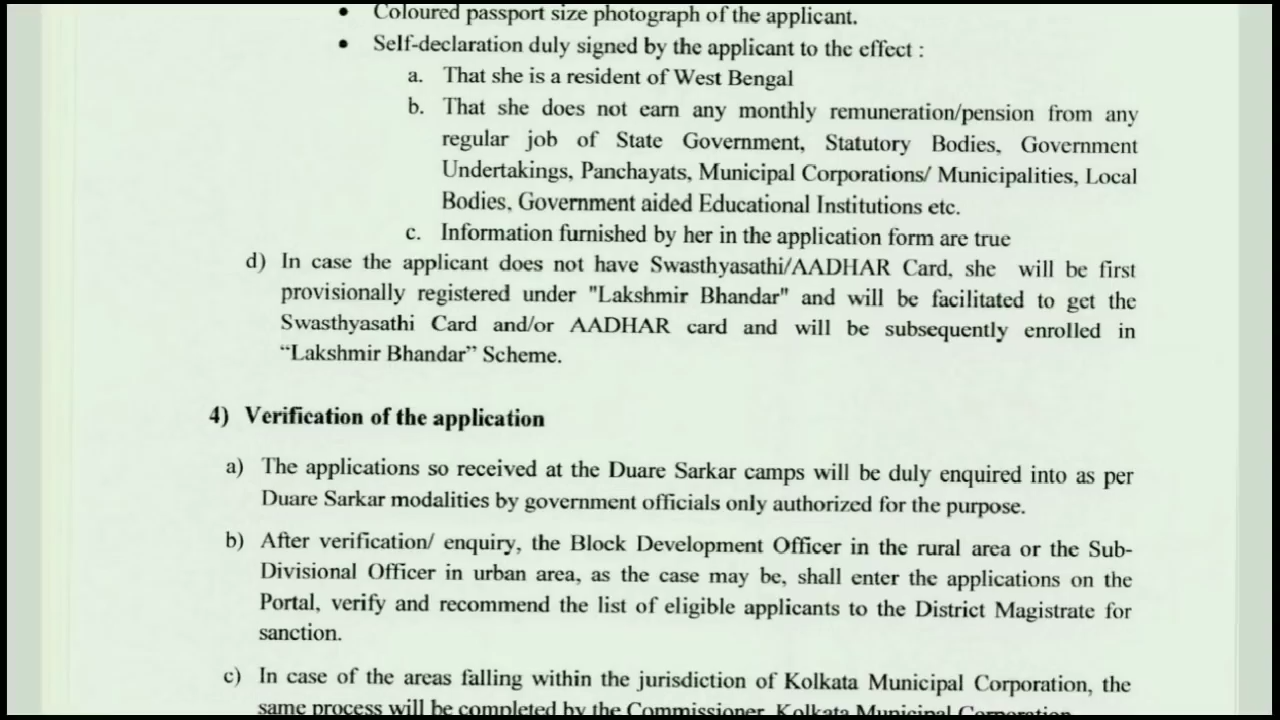 • Coloured passport size photograph of the applicant.
• Self-declaration duly signed by the applicant to the effect :
a. That she is a resident of West Bengal
b. That she does not earn any monthly remuneration/pension from any
regular job of State Government, Statutory Bodies, Government
Undertakings, Panchayats, Municipal Corporations/ Municipalities, Local
Bodies, Government aided Educational Institutions etc.
c. Information furnished by her in the application form are true
d) In case the applicant does not have Swasthyasathi/AADHAR Card, she will be first
provisionally registered under "Lakshmir Bhandar" and will be facilitated to get the
Swasthyasathi Card and/or AADHAR card and will be subsequently enrolled in
“Lakshmir Bhandar” Scheme.
4) Verification of the application
a) The applications so received at the Duare Sarkar camps will be duly enquired into as per
Duare Sarkar modalities by government officials only authorized for the purpose.
b) After verification/ enquiry, the Block Development Officer in the rural area or the Sub-
Divisional Officer in urban area, as the case may be, shall enter the applications on the
Portal, verify and recommend the list of eligible applicants to the District Magistrate for
sanction.
c) In case of the areas falling within the jurisdiction of Kolkata Municipal Corporation, the
same process will be completed by the Commissioner, Kolkata Municipal Corporation